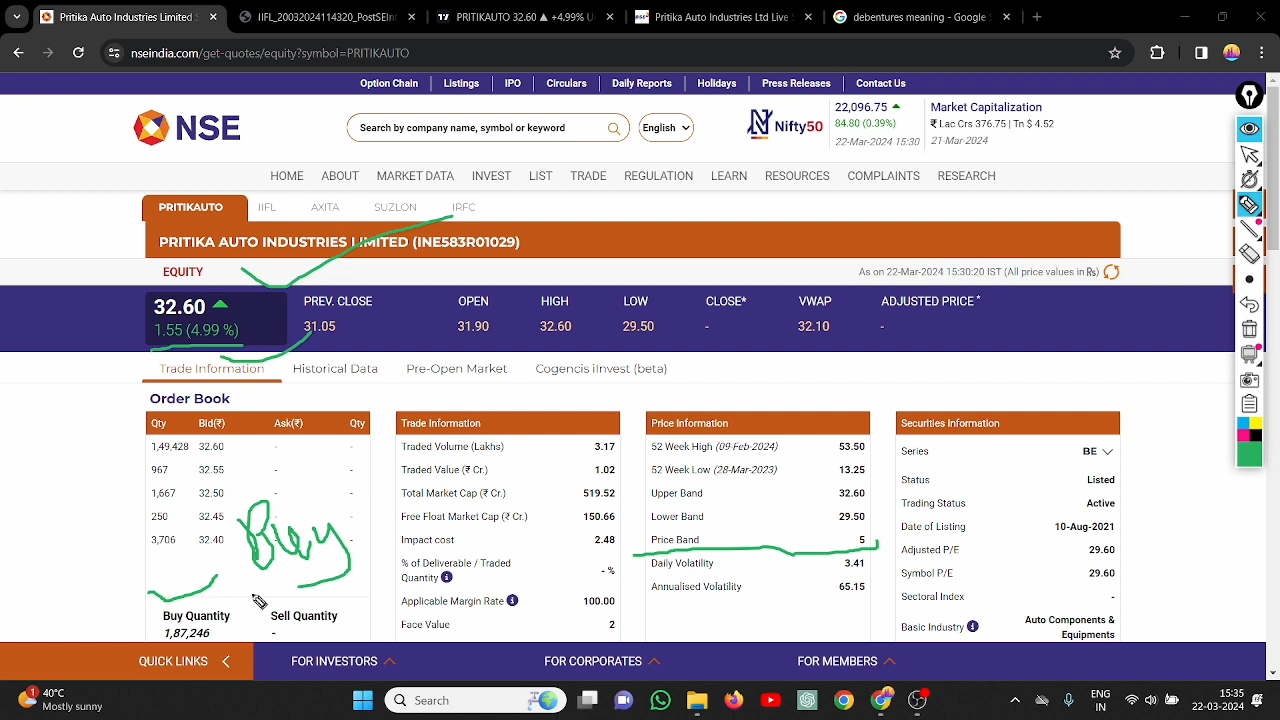 Pritika Auto Industries Limited S
IIFL_20032024114320_PostSEInt
PRITIKAUTO 32.60 ▲ +4.99% U
Pritika Auto Industries Ltd Live S
debentures meaning - Google S
nseindia.com/get-quotes/equity?symbol=PRITIKAUTO
Option Chain Listings IPO Circulars Daily Reports Holidays Press Releases Contact Us
NSE
Search by company name, symbol or keyword
English
Nifty50
22,096.75
84.80 (0.39%)
22-Mar-2024 15:30
Market Capitalization
₹ Lac Crs 376.75 | Tn $ 4.52
21-Mar-2024
HOME ABOUT MARKET DATA INVEST LIST TRADE REGULATION LEARN RESOURCES COMPLAINTS RESEARCH
PRITIKAUTO IIFL AXITA SUZLON IRFC
PRITIKA AUTO INDUSTRIES LIMITED (INE583R01029)
EQUITY
As on 22-Mar-2024 15:30:20 IST (All price values in ₨)
32.60
1.55 (4.99 %)
PREV. CLOSE OPEN HIGH LOW CLOSE* VWAP ADJUSTED PRICE^
31.05 31.90 32.60 29.50 - 32.10 -
Trade Information Historical Data Pre-Open Market Cogencis iInvest (beta)
Order Book
Qty Bid(₹) Ask(₹) Qty
1,49,428 32.60 - -
967 32.55 - -
1,667 32.50 - -
250 32.45 - -
3,706 32.40 - -
Buy
Buy Quantity Sell Quantity
1,87,246 -
Trade Information
Traded Volume (Lakhs) 3.17
Traded Value (₹ Cr.) 1.02
Total Market Cap (₹ Cr.) 519.52
Free Float Market Cap (₹ Cr.) 150.66
Impact cost 2.48
% of Deliverable / Traded
Quantity - %
Applicable Margin Rate 100.00
Face Value 2
Price Information
52 Week High (09-Feb-2024) 53.50
52 Week Low (28-Mar-2023) 13.25
Upper Band 32.60
Lower Band 29.50
Price Band 5
Daily Volatility 3.41
Annualised Volatility 65.15
Securities Information
Series BE
Status Listed
Trading Status Active
Date of Listing 10-Aug-2021
Adjusted P/E 29.60
Symbol P/E 29.60
Sectoral Index -
Basic Industry Auto Components &
Equipments
QUICK LINKS FOR INVESTORS FOR CORPORATES FOR MEMBERS
1
40°C
Mostly sunny
Search
ENG
IN
13:35
22-03-2024